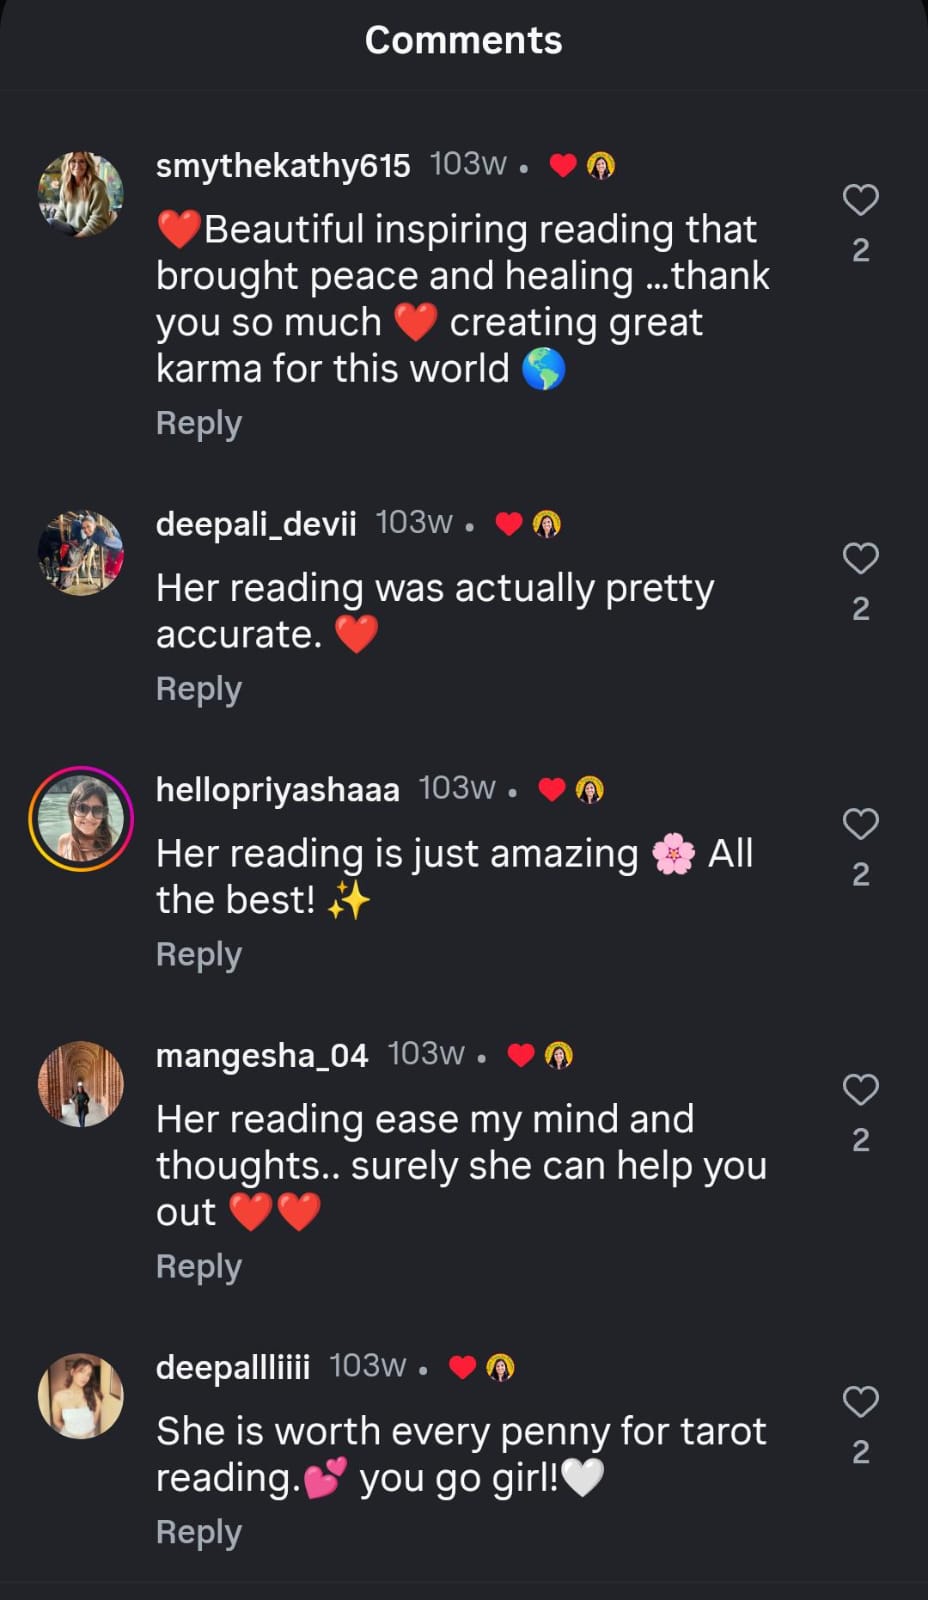 Comments
smythekathy615 103w • ❤️
❤️Beautiful inspiring reading that
brought peace and healing ...thank
you so much ❤️ creating great
karma for this world 🌎
2
Reply
deepali_devii 103w • ❤️
Her reading was actually pretty
accurate. ❤️
2
Reply
hellopriyashaaa 103w • ❤️
Her reading is just amazing 🌸 All
the best! ✨
2
Reply
mangesha_04 103w • ❤️
Her reading ease my mind and
thoughts.. surely she can help you
out ❤️❤️
2
Reply
deepallliiii 103w • ❤️
She is worth every penny for tarot
reading.💕 you go girl!🤍
2
Reply